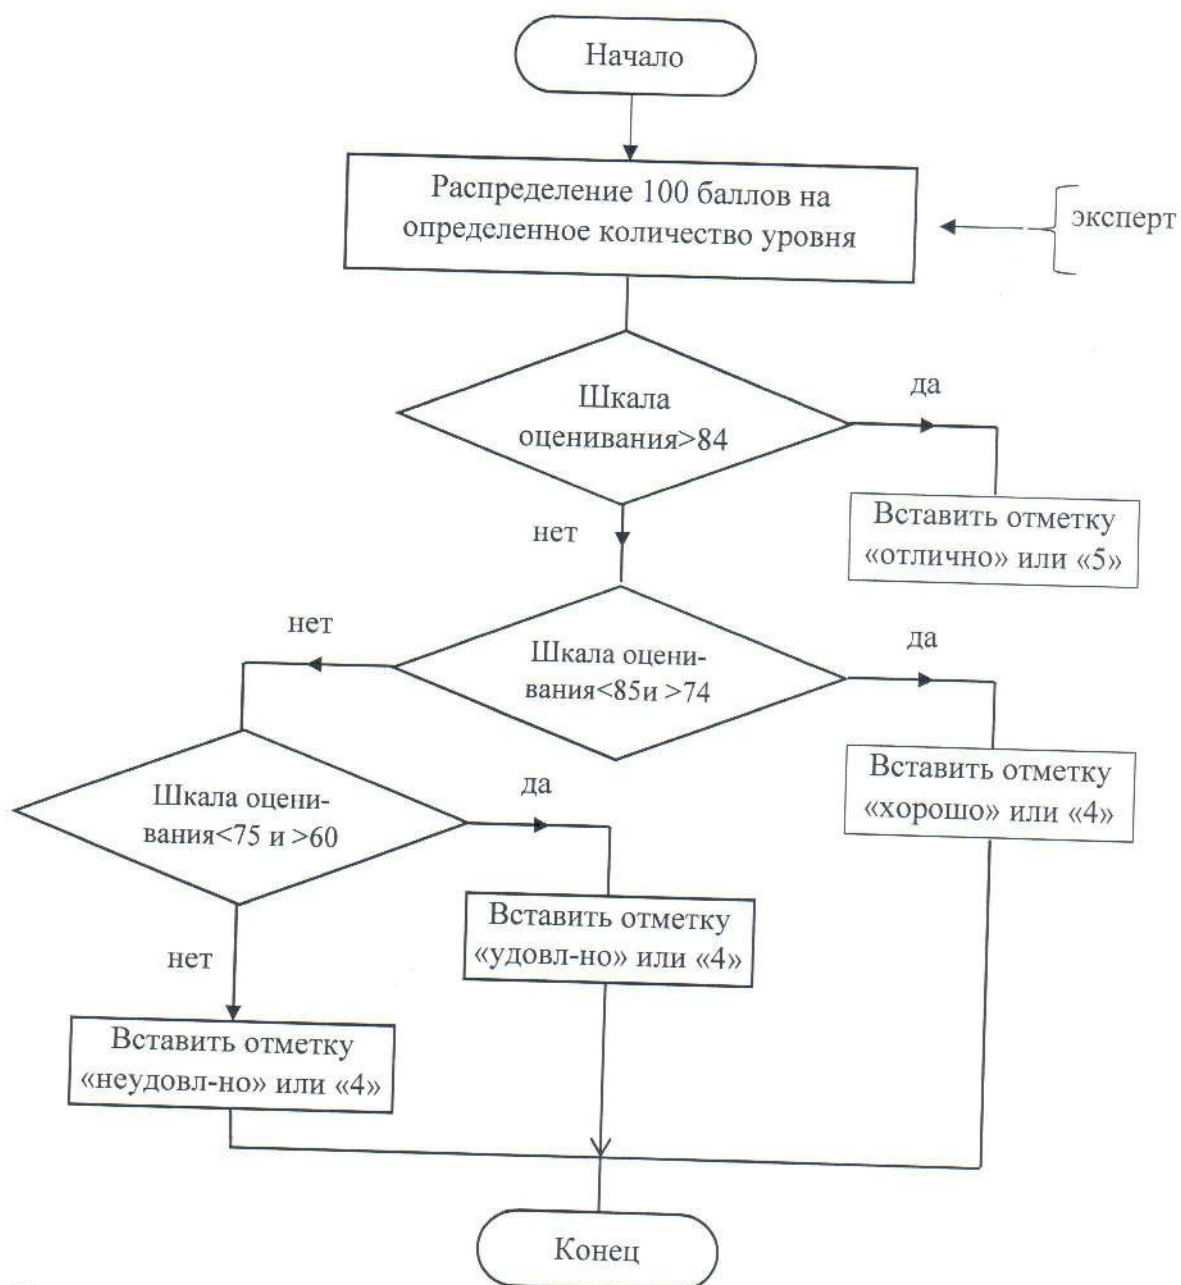 Начало
Распределение 100 баллов на
определенное количество уровня
эксперт
Шкала
оценивания>84
да
Вставить отметку
«отлично» или «5»
нет
Шкала оцени-
вания<85и >74
да
Вставить отметку
«хорошо» или «4»
нет
Шкала оцени-
вания<75 и >60
да
Вставить отметку
«удовл-но» или «4»
нет
Вставить отметку
«неудовл-но» или «4»
Конец